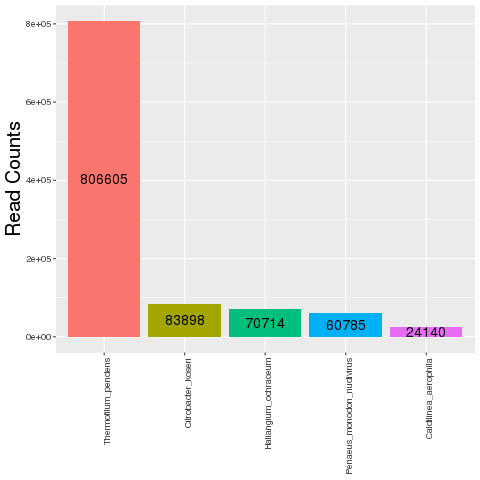 Read Counts
8e+05
6e+05
4e+05
2e+05
0e+00
806605
83898
70714
60785
24140
Thermofilum_pendens
Citrobacter_koseri
Haliangium_ochraceum
Penaeus_monodon_nudivirus
Caldilinea_aerophila